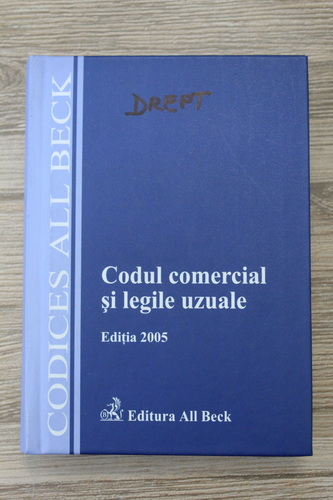 DREPT
CODICES ALL BECK
Codul comercial
şi legile uzuale
Ediţia 2005
Editura All Beck